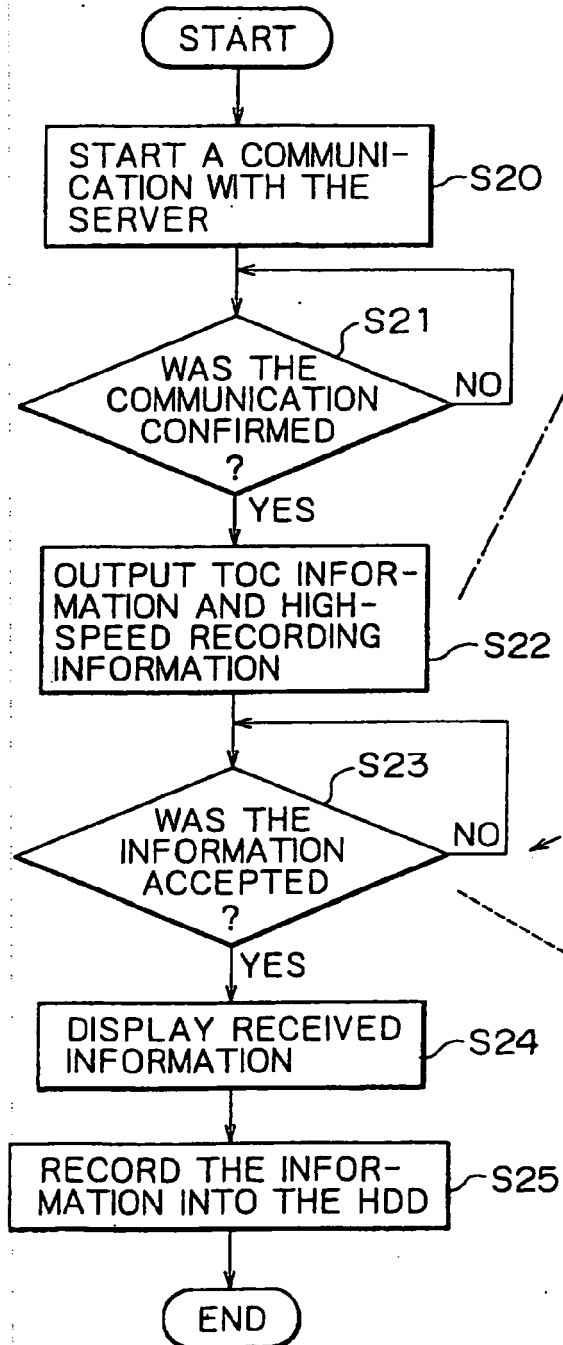 START
START A COMMUNI-
CATION WITH THE
SERVER
S20
S21
WAS THE
COMMUNICATION
CONFIRMED
?
NO
YES
OUTPUT TOC INFOR-
MATION AND HIGH-
SPEED RECORDING
INFORMATION
S22
S23
WAS THE
INFORMATION
ACCEPTED
?
NO
YES
DISPLAY RECEIVED
INFORMATION
S24
RECORD THE INFOR-
MATION INTO THE HDD
S25
END